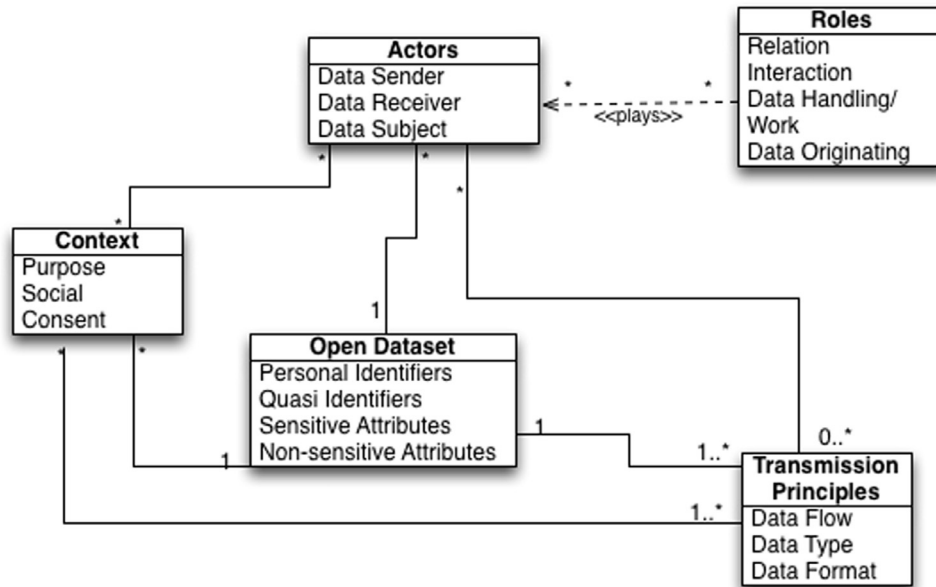 Actors
Data Sender
Data Receiver
Data Subject
Roles
Relation
Interaction
Data Handling/
Work
Data Originating
*
*
<<plays>>
*
*
*
*
Context
Purpose
Social
Consent
1
Open Dataset
Personal Identifiers
Quasi Identifiers
Sensitive Attributes
Non-sensitive Attributes
*
*
1
1
1..*
0..*
1..*
Transmission
Principles
Data Flow
Data Type
Data Format